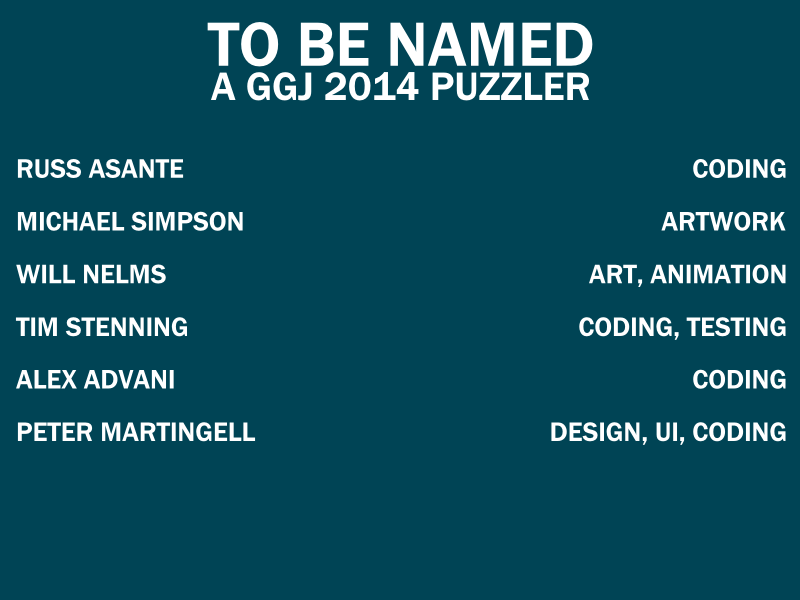 TO BE NAMED
A GGJ 2014 PUZZLER
RUSS ASANTE CODING
MICHAEL SIMPSON ARTWORK
WILL NELMS ART, ANIMATION
TIM STENNING CODING, TESTING
ALEX ADVANI CODING
PETER MARTINGELL DESIGN, UI, CODING